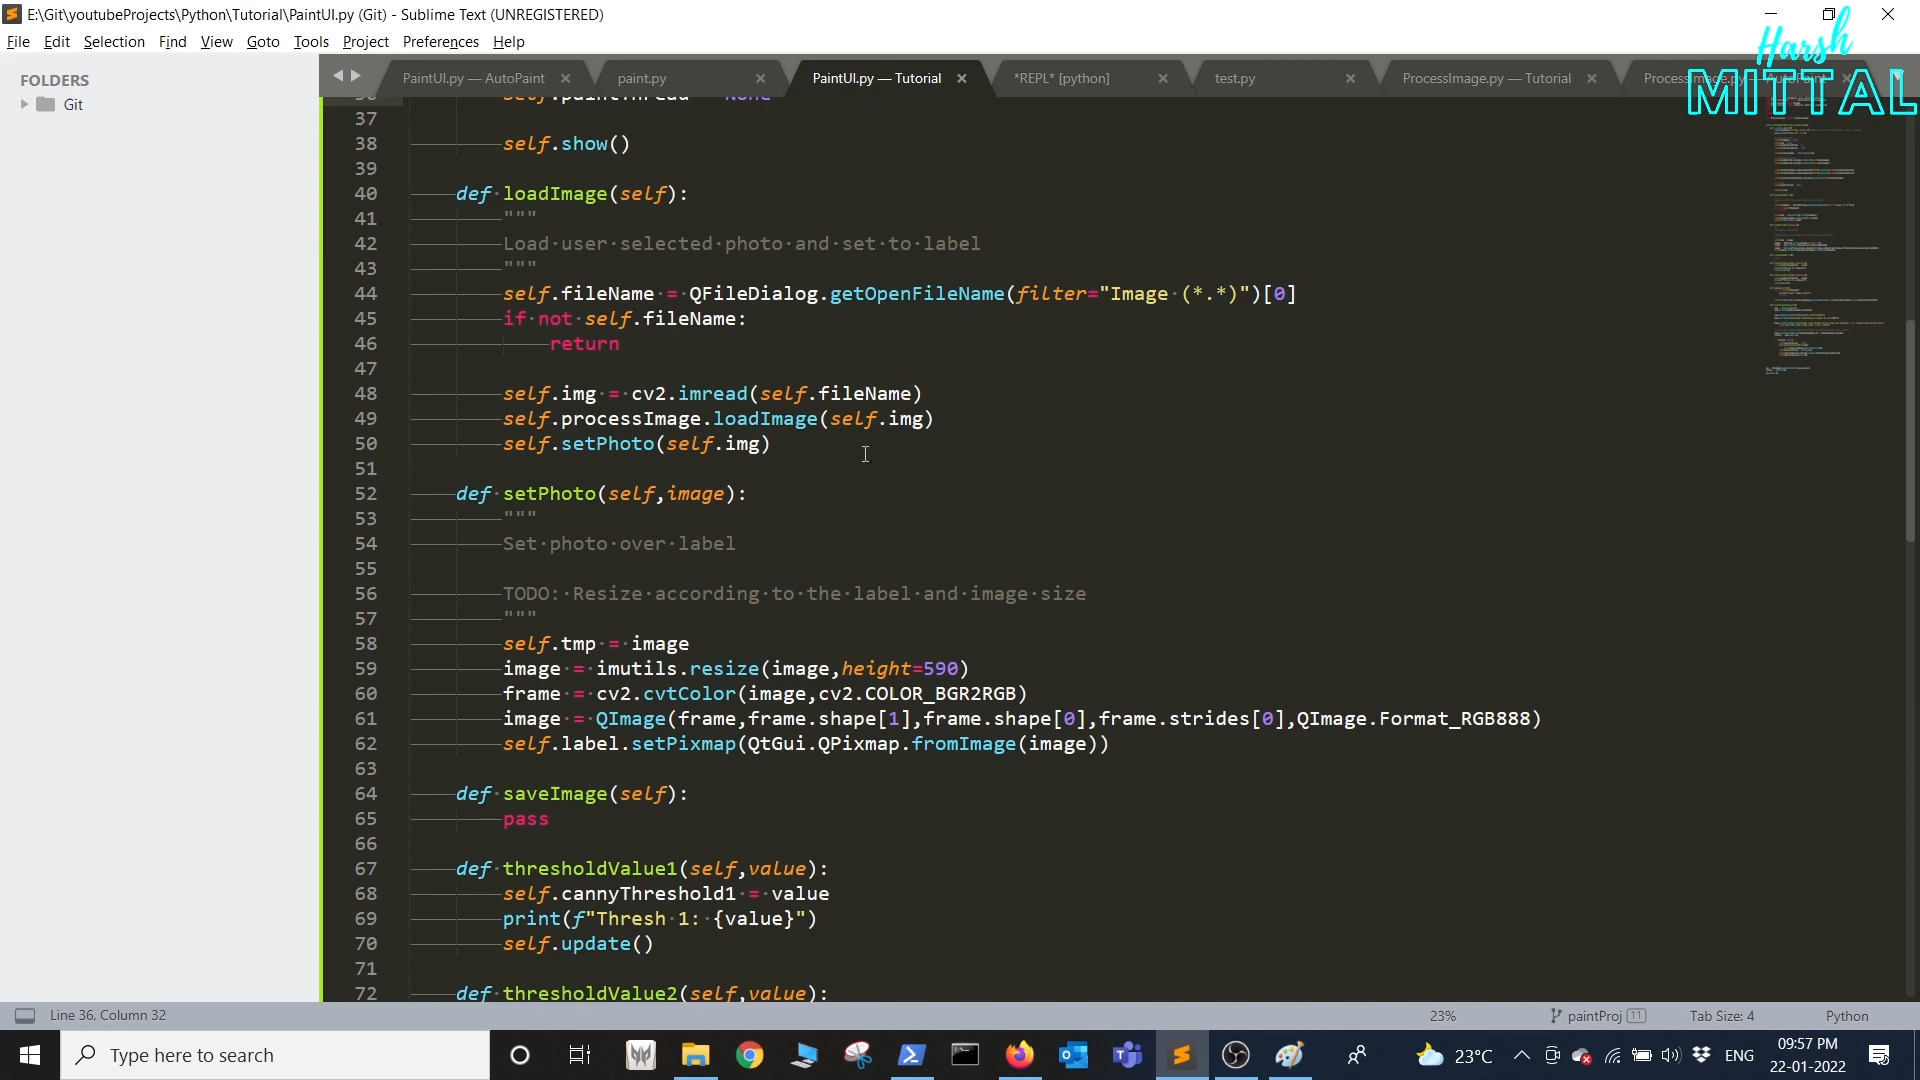 E:\Git\youtubeProjects\Python\Tutorial\PaintUI.py (Git) - Sublime Text (UNREGISTERED)
File Edit Selection Find View Goto Tools Project Preferences Help
Harsh
MITTAL
FOLDERS
Git
PaintUI.py — AutoPaint
paint.py
PaintUI.py — Tutorial
*REPL* [python]
test.py
ProcessImage.py — Tutorial
ProcessImage.py — AutoPaint
36 self.paintThread = None
37
38 self.show()
39
40 def loadImage(self):
41 """
42 Load user selected photo and set to label
43 """
44 self.fileName = QFileDialog.getOpenFileName(filter="Image (*.*)")[0]
45 if not self.fileName:
46 return
47
48 self.img = cv2.imread(self.fileName)
49 self.processImage.loadImage(self.img)
50 self.setPhoto(self.img)
51
52 def setPhoto(self,image):
53 """
54 Set photo over label
55
56 TODO: Resize according to the label and image size
57 """
58 self.tmp = image
59 image = imutils.resize(image,height=590)
60 frame = cv2.cvtColor(image,cv2.COLOR_BGR2RGB)
61 image = QImage(frame,frame.shape[1],frame.shape[0],frame.strides[0],QImage.Format_RGB888)
62 self.label.setPixmap(QtGui.QPixmap.fromImage(image))
63
64 def saveImage(self):
65 pass
66
67 def thresholdValue1(self,value):
68 self.cannyThreshold1 = value
69 print(f"Thresh 1: {value}")
70 self.update()
71
72 def thresholdValue2(self,value):
Line 36, Column 32
23%
paintProj 11
Tab Size: 4
Python
Type here to search
23°C
ENG
09:57 PM
22-01-2022